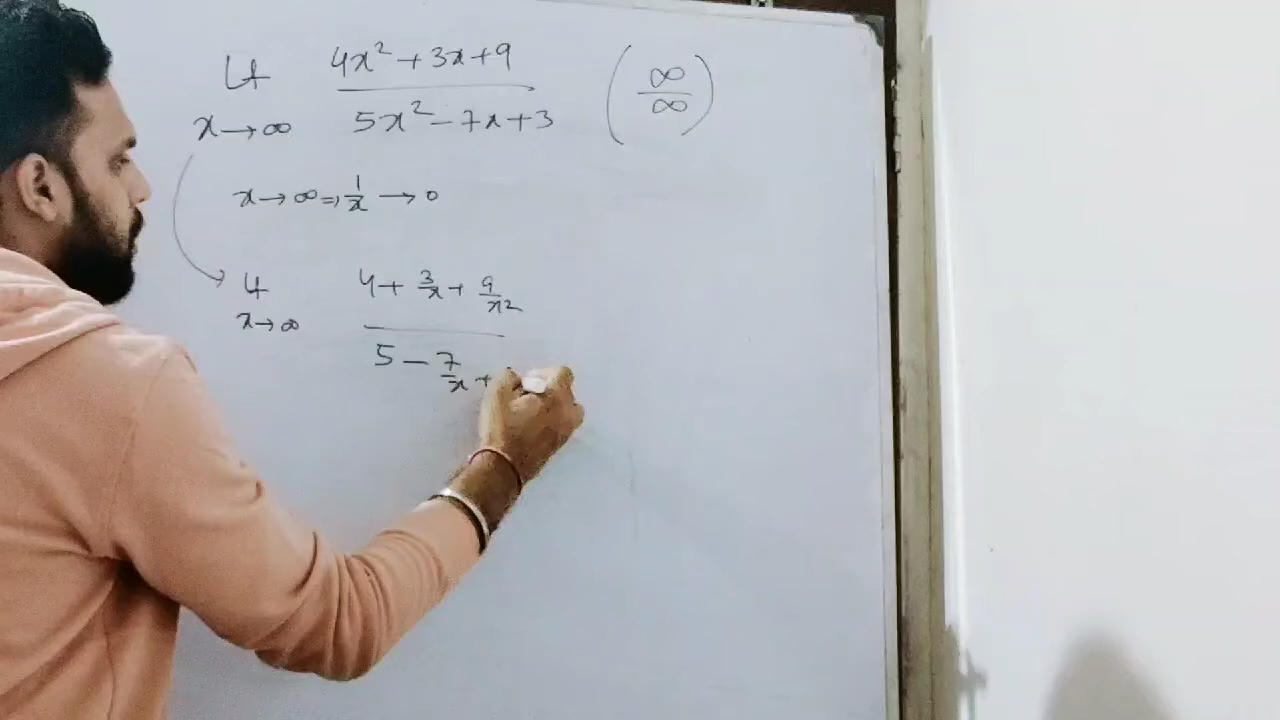 Lt 4x² + 3x + 9 / 5x² - 7x + 3 (∞/∞)
x → ∞
x → ∞ ⇒ 1/x → 0
Lt 4 + 3/x + 9/x²
x → ∞
5 - 7/x +